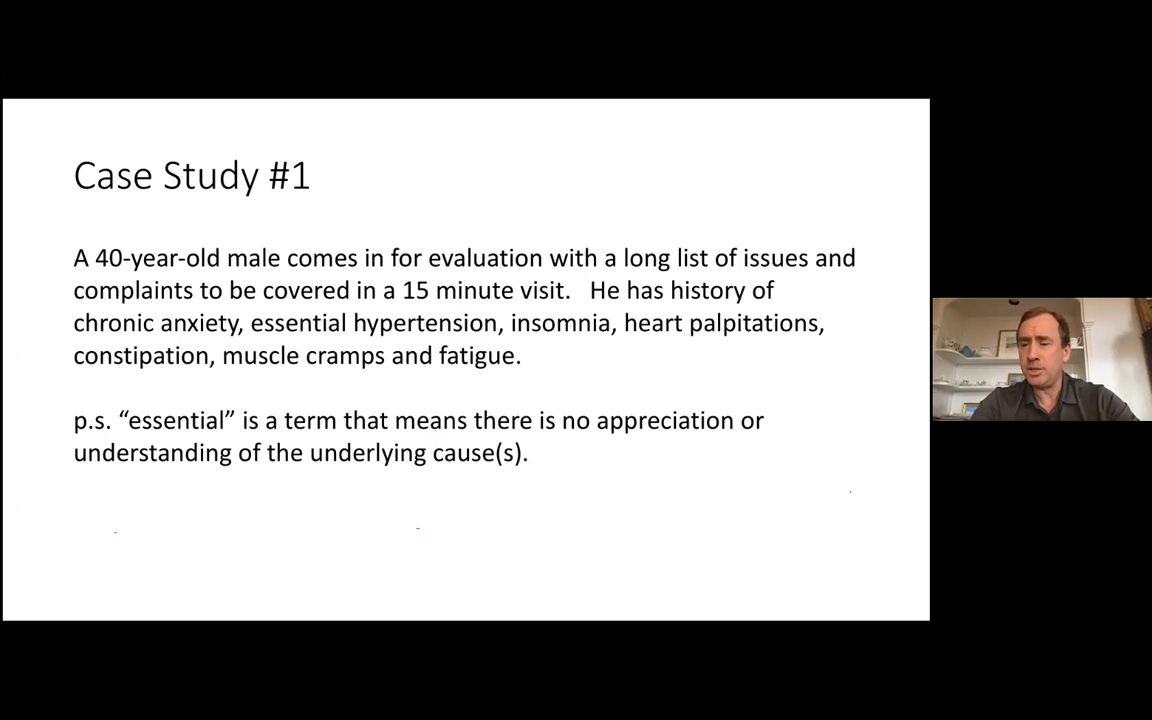 Case Study #1
A 40-year-old male comes in for evaluation with a long list of issues and
complaints to be covered in a 15 minute visit.   He has history of
chronic anxiety, essential hypertension, insomnia, heart palpitations,
constipation, muscle cramps and fatigue.
p.s. “essential” is a term that means there is no appreciation or
understanding of the underlying cause(s).